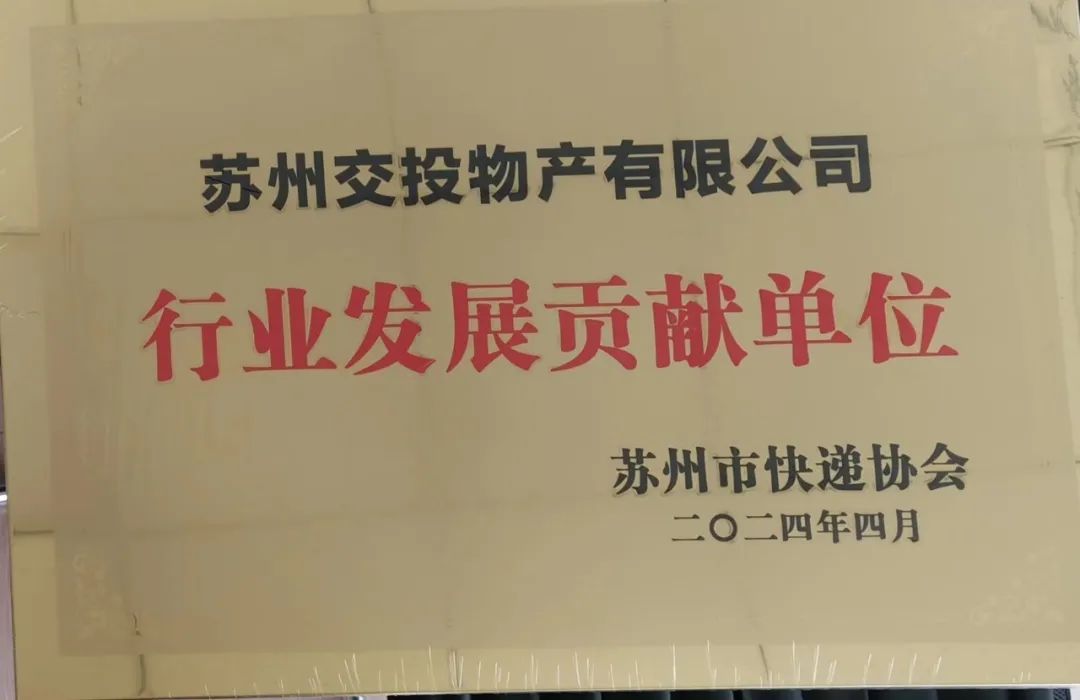 苏州交投物产有限公司
行业发展贡献单位
苏州市快递协会
二〇二四年四月